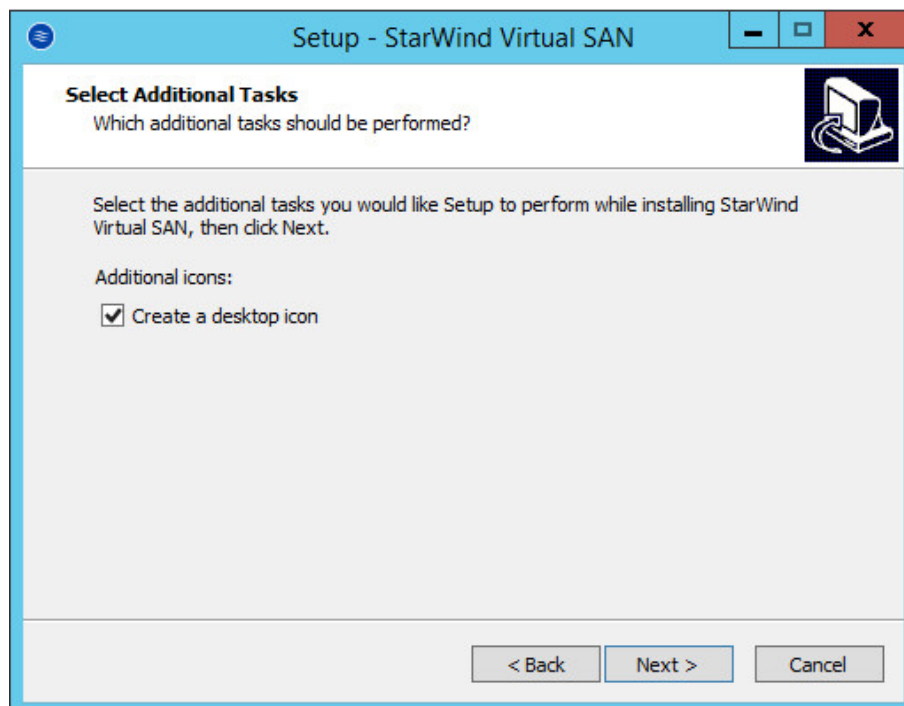 Setup - StarWind Virtual SAN
Select Additional Tasks
Which additional tasks should be performed?
Select the additional tasks you would like Setup to perform while installing StarWind
Virtual SAN, then click Next.
Additional icons:
Create a desktop icon
< Back
Next >
Cancel